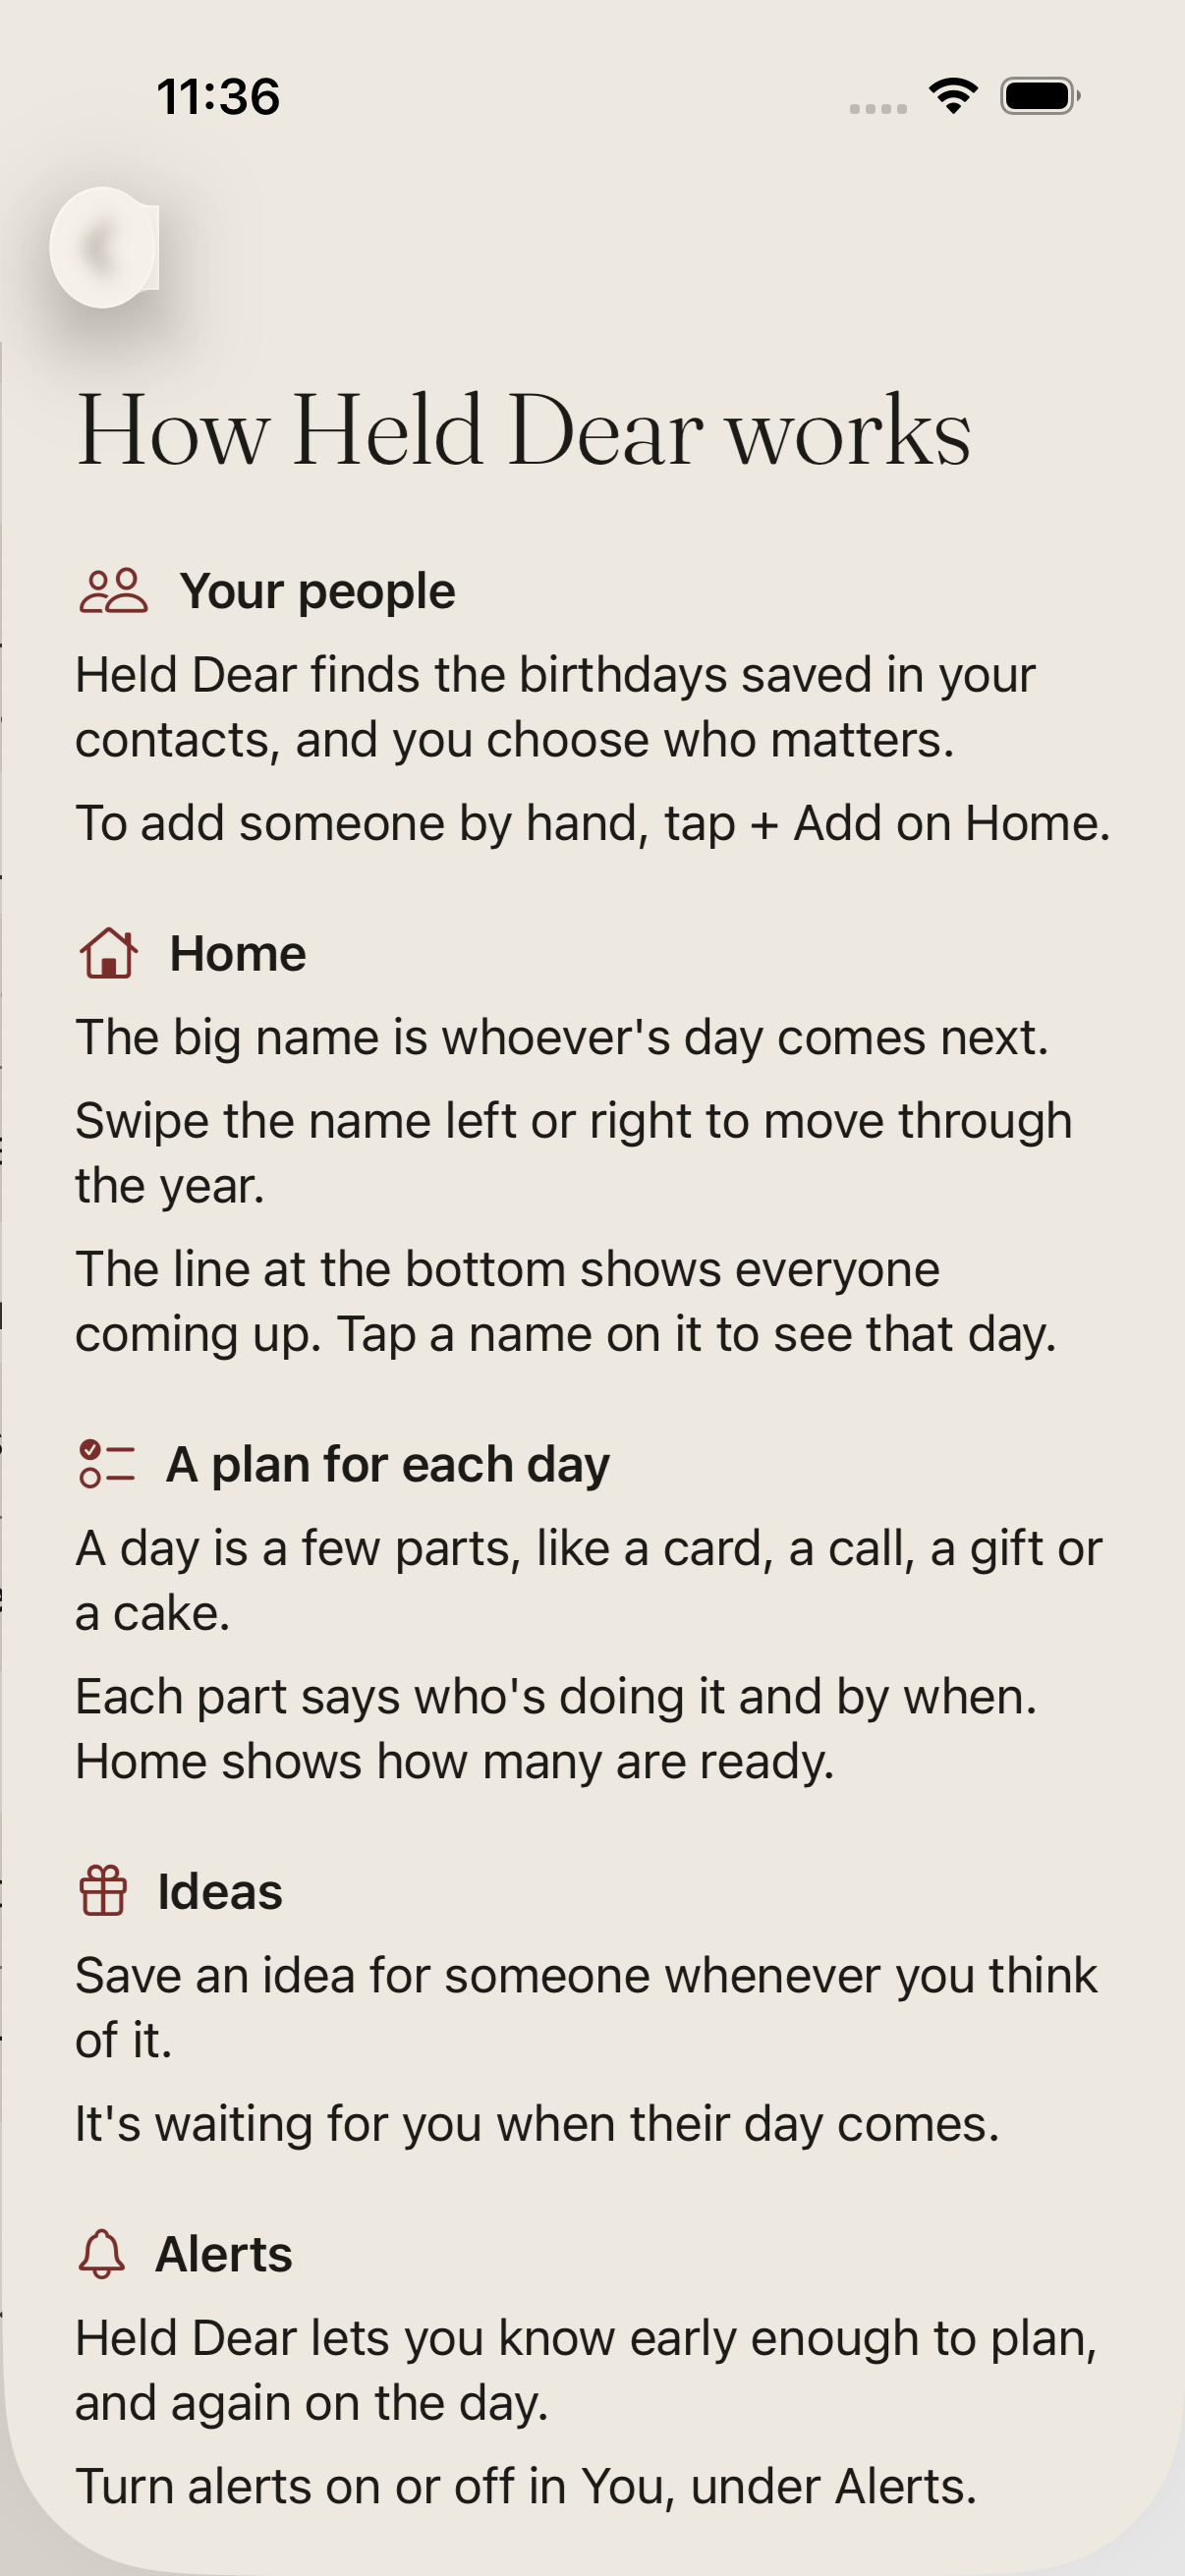 11:36
How Held Dear works
Your people
Held Dear finds the birthdays saved in your
contacts, and you choose who matters.
To add someone by hand, tap + Add on Home.
Home
The big name is whoever's day comes next.
Swipe the name left or right to move through
the year.
The line at the bottom shows everyone
coming up. Tap a name on it to see that day.
A plan for each day
A day is a few parts, like a card, a call, a gift or
a cake.
Each part says who's doing it and by when.
Home shows how many are ready.
Ideas
Save an idea for someone whenever you think
of it.
It's waiting for you when their day comes.
Alerts
Held Dear lets you know early enough to plan,
and again on the day.
Turn alerts on or off in You, under Alerts.